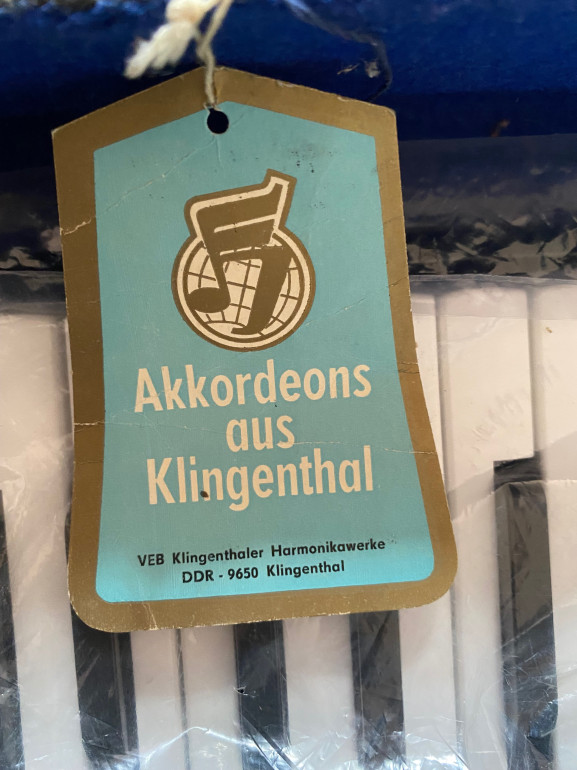 Akkordeons
aus
Klingenthal
VEB Klingenthaler Harmonikawerke
DDR - 9650 Klingenthal